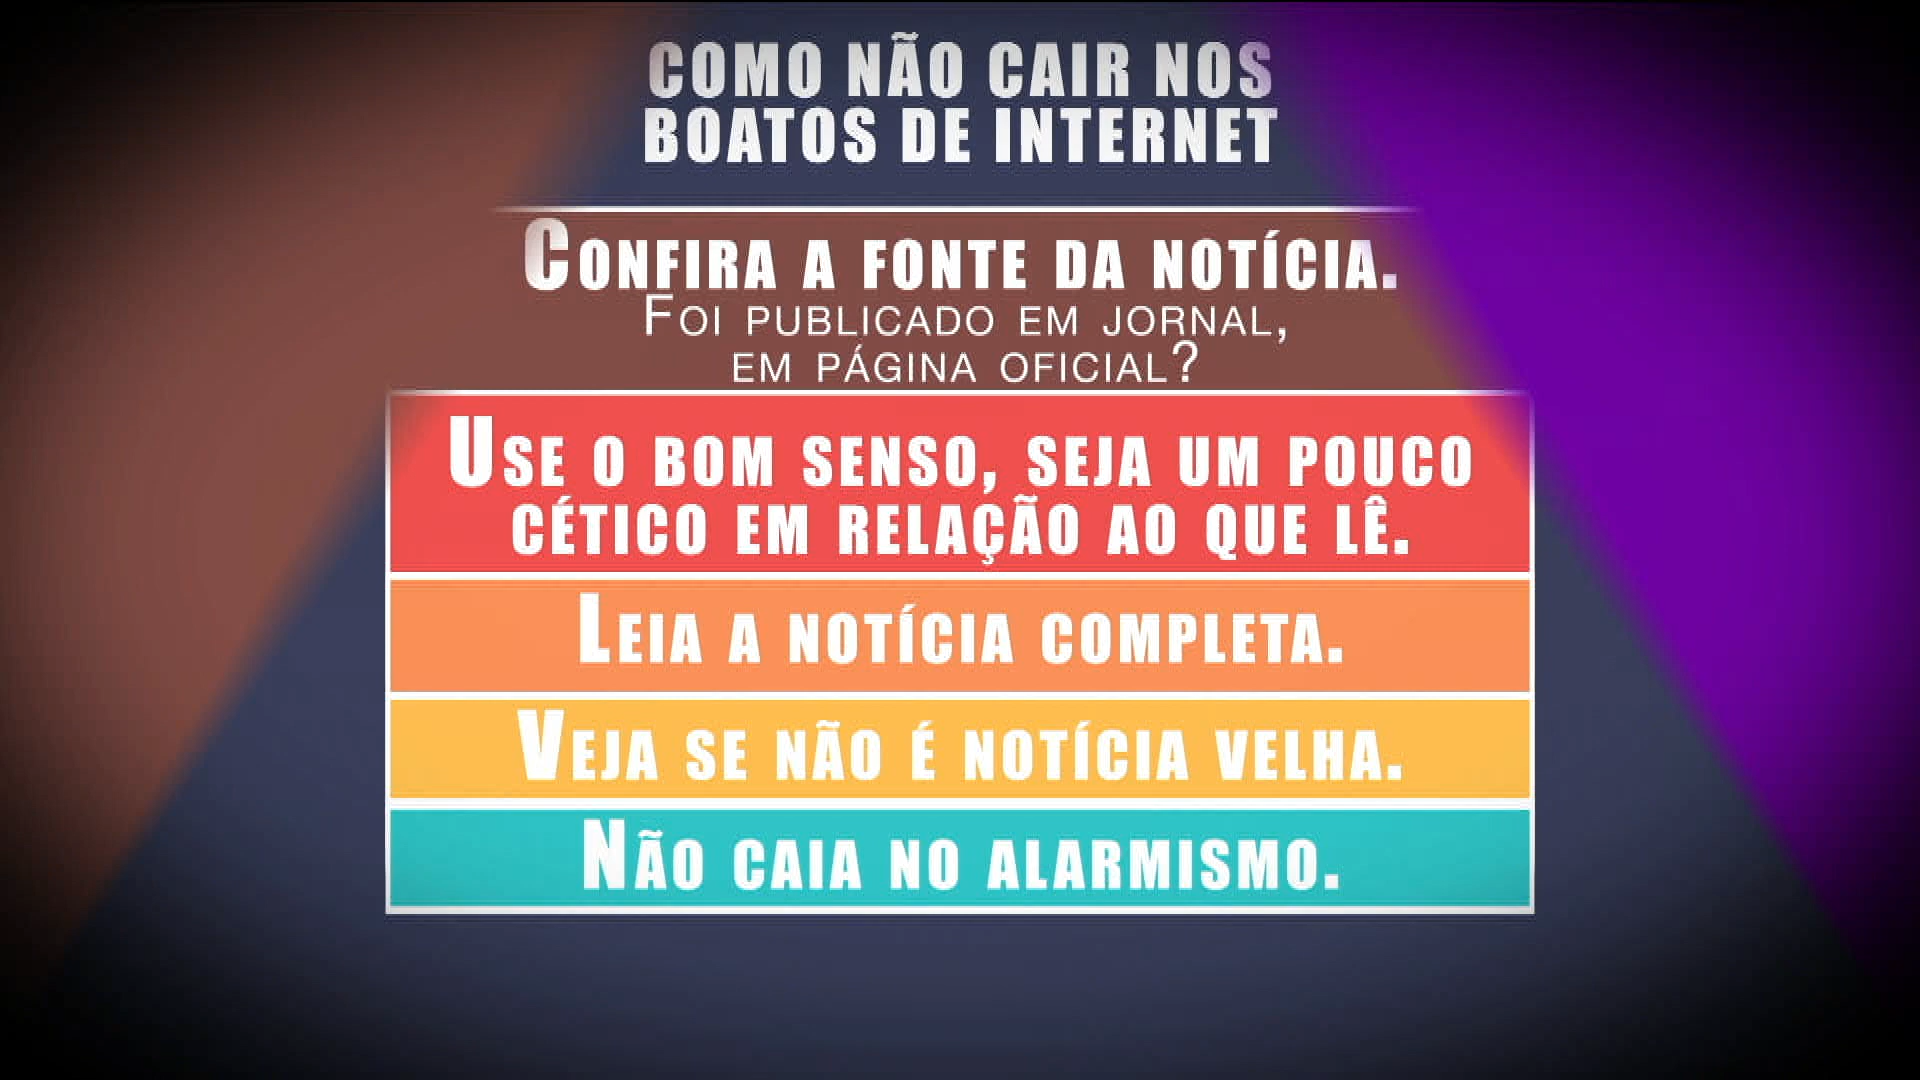 COMO NÃO CAIR NOS
BOATOS DE INTERNET
CONFIRA A FONTE DA NOTÍCIA.
FOI PUBLICADO EM JORNAL,
EM PÁGINA OFICIAL?
USE O BOM SENSO, SEJA UM POUCO
CÉTICO EM RELAÇÃO AO QUE LÊ.
LEIA A NOTÍCIA COMPLETA.
VEJA SE NÃO É NOTÍCIA VELHA.
NÃO CAIA NO ALARMISMO.